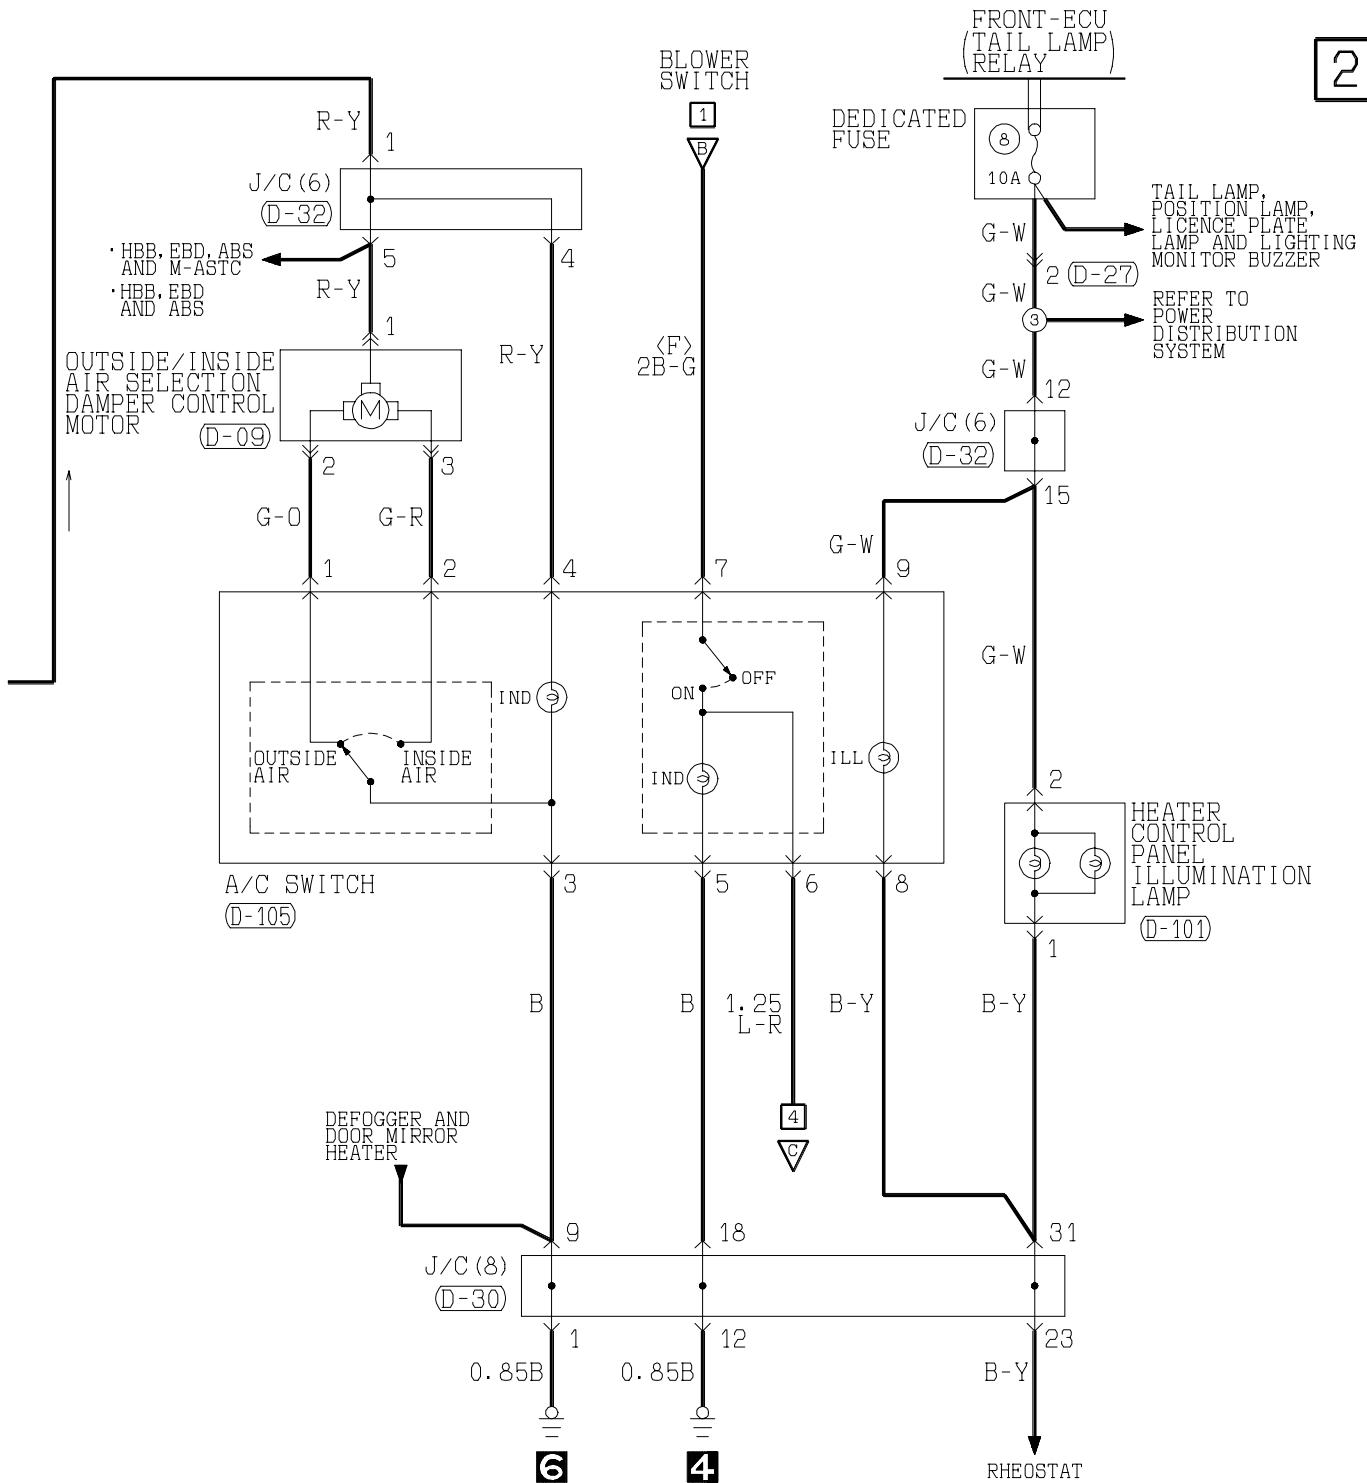 FRONT-ECU
(TAIL LAMP)
RELAY
2
BLOWER
SWITCH
1
B
DEDICATED
FUSE
8
10A
R-Y
1
J/C(6)
(D-32)
TAIL LAMP,
POSITION LAMP,
LICENCE PLATE
LAMP AND LIGHTING
MONITOR BUZZER
G-W
2
(D-27)
·HBB,EBD,ABS
AND M-ASTC
·HBB,EBD
AND ABS
5
4
R-Y
G-W
3
REFER TO
POWER
DISTRIBUTION
SYSTEM
1
R-Y
<F>
2B-G
G-W
12
OUTSIDE/INSIDE
AIR SELECTION
DAMPER CONTROL
MOTOR
(D-09)
M
J/C(6)
(D-32)
2
3
15
G-O
G-R
G-W
1
2
4
7
9
G-W
IND
ON
OFF
OUTSIDE
AIR
INSIDE
AIR
IND
ILL
2
HEATER
CONTROL
PANEL
ILLUMINATION
LAMP
(D-101)
A/C SWITCH
(D-105)
3
5
6
8
1
B
B
1.25
L-R
B-Y
B-Y
DEFOGGER AND
DOOR MIRROR
HEATER
4
C
9
18
31
J/C(8)
(D-30)
1
12
23
0.85B
0.85B
B-Y
6
4
RHEOSTAT